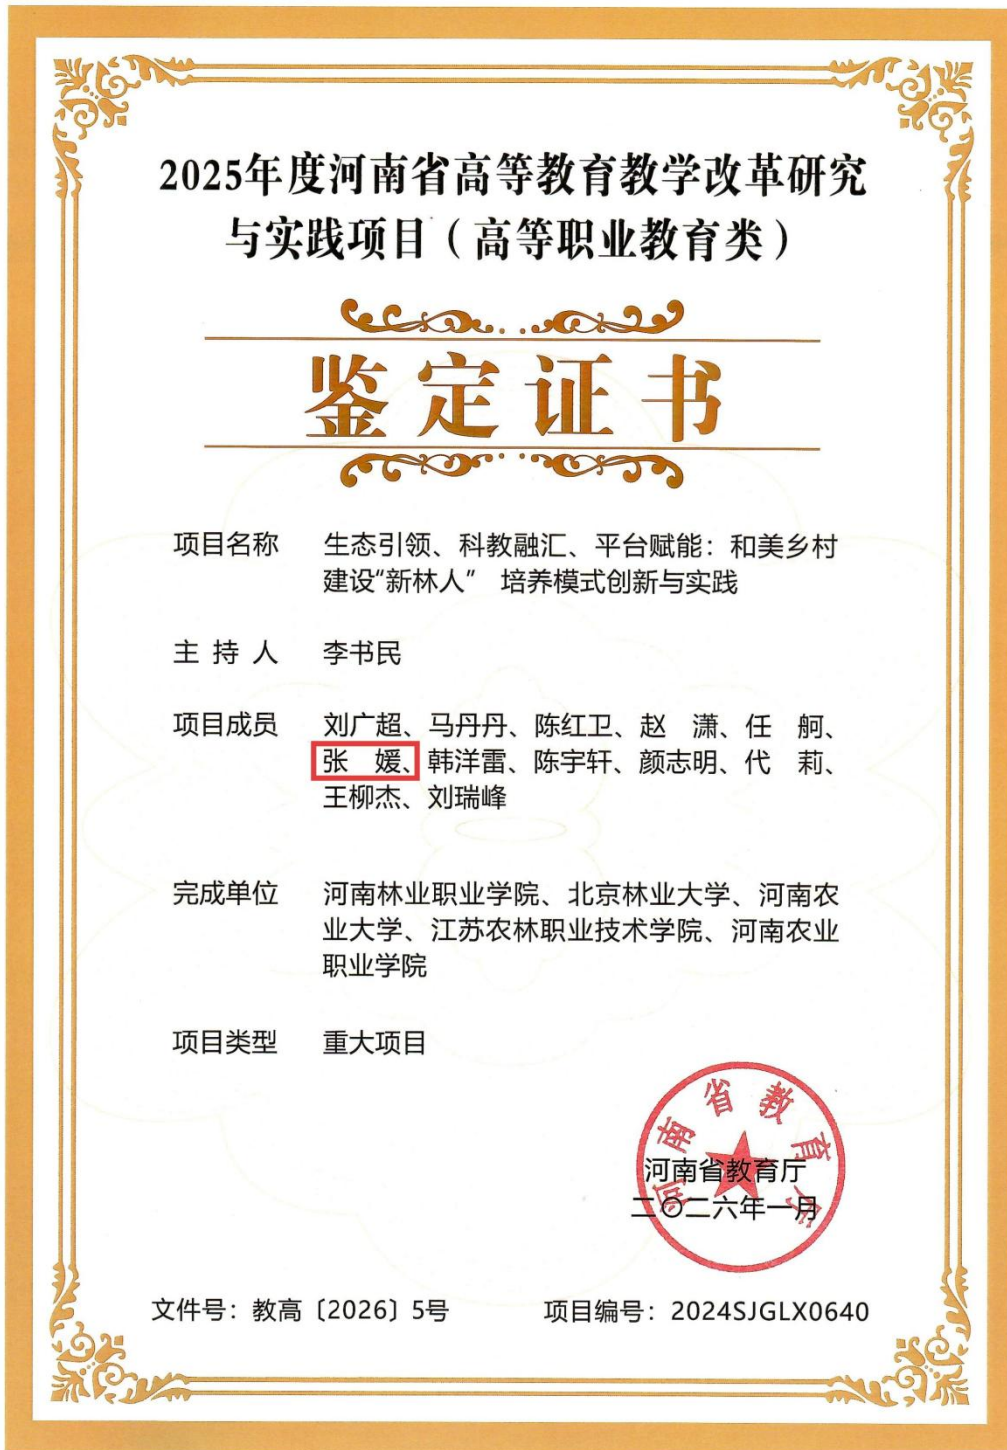 2025年度河南省高等教育教学改革研究
与实践项目（高等职业教育类）
鉴定证书
项目名称 生态引领、科教融汇、平台赋能：和美乡村
建设“新林人” 培养模式创新与实践
主持人 李书民
项目成员 刘广超、马丹丹、陈红卫、赵 潇、任 舸、
张 媛、韩洋雷、陈宇轩、颜志明、代 莉、
王柳杰、刘瑞峰
完成单位 河南林业职业学院、北京林业大学、河南农
业大学、江苏农林职业技术学院、河南农业
职业学院
项目类型 重大项目
河南省教育厅
河南省教育厅
二〇二六年一月
文件号：教高〔2026〕5号 项目编号：2024SJGLX0640